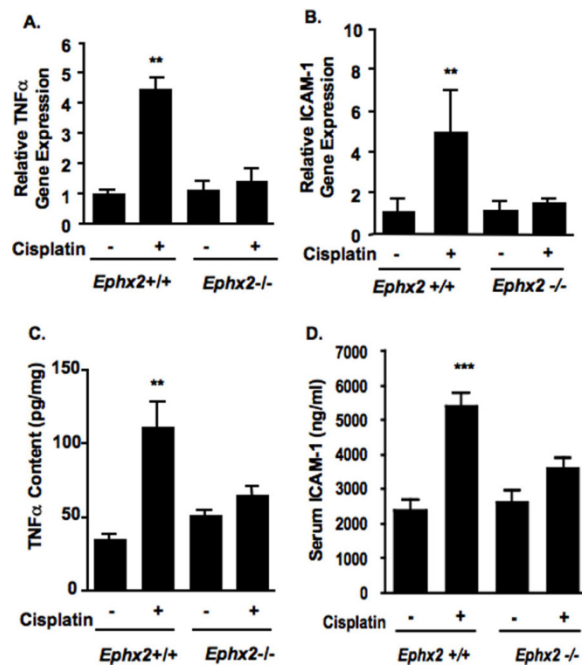 A.
Relative TNFα
Gene Expression
6
5
4
3
2
1
0
**
Cisplatin - + - +
Ephx2+/+ Ephx2-/-
B.
Relative ICAM-1
Gene Expression
10
8
6
4
2
0
**
Cisplatin - + - +
Ephx2 +/+ Ephx2 -/-
C.
TNFα Content (pg/mg)
150
100
50
0
**
Cisplatin - + - +
Ephx2+/+ Ephx2-/-
D.
Serum ICAM-1 (ng/ml)
7000
6000
5000
4000
3000
2000
1000
0
***
Cisplatin - + - +
Ephx2 +/+ Ephx2 -/-